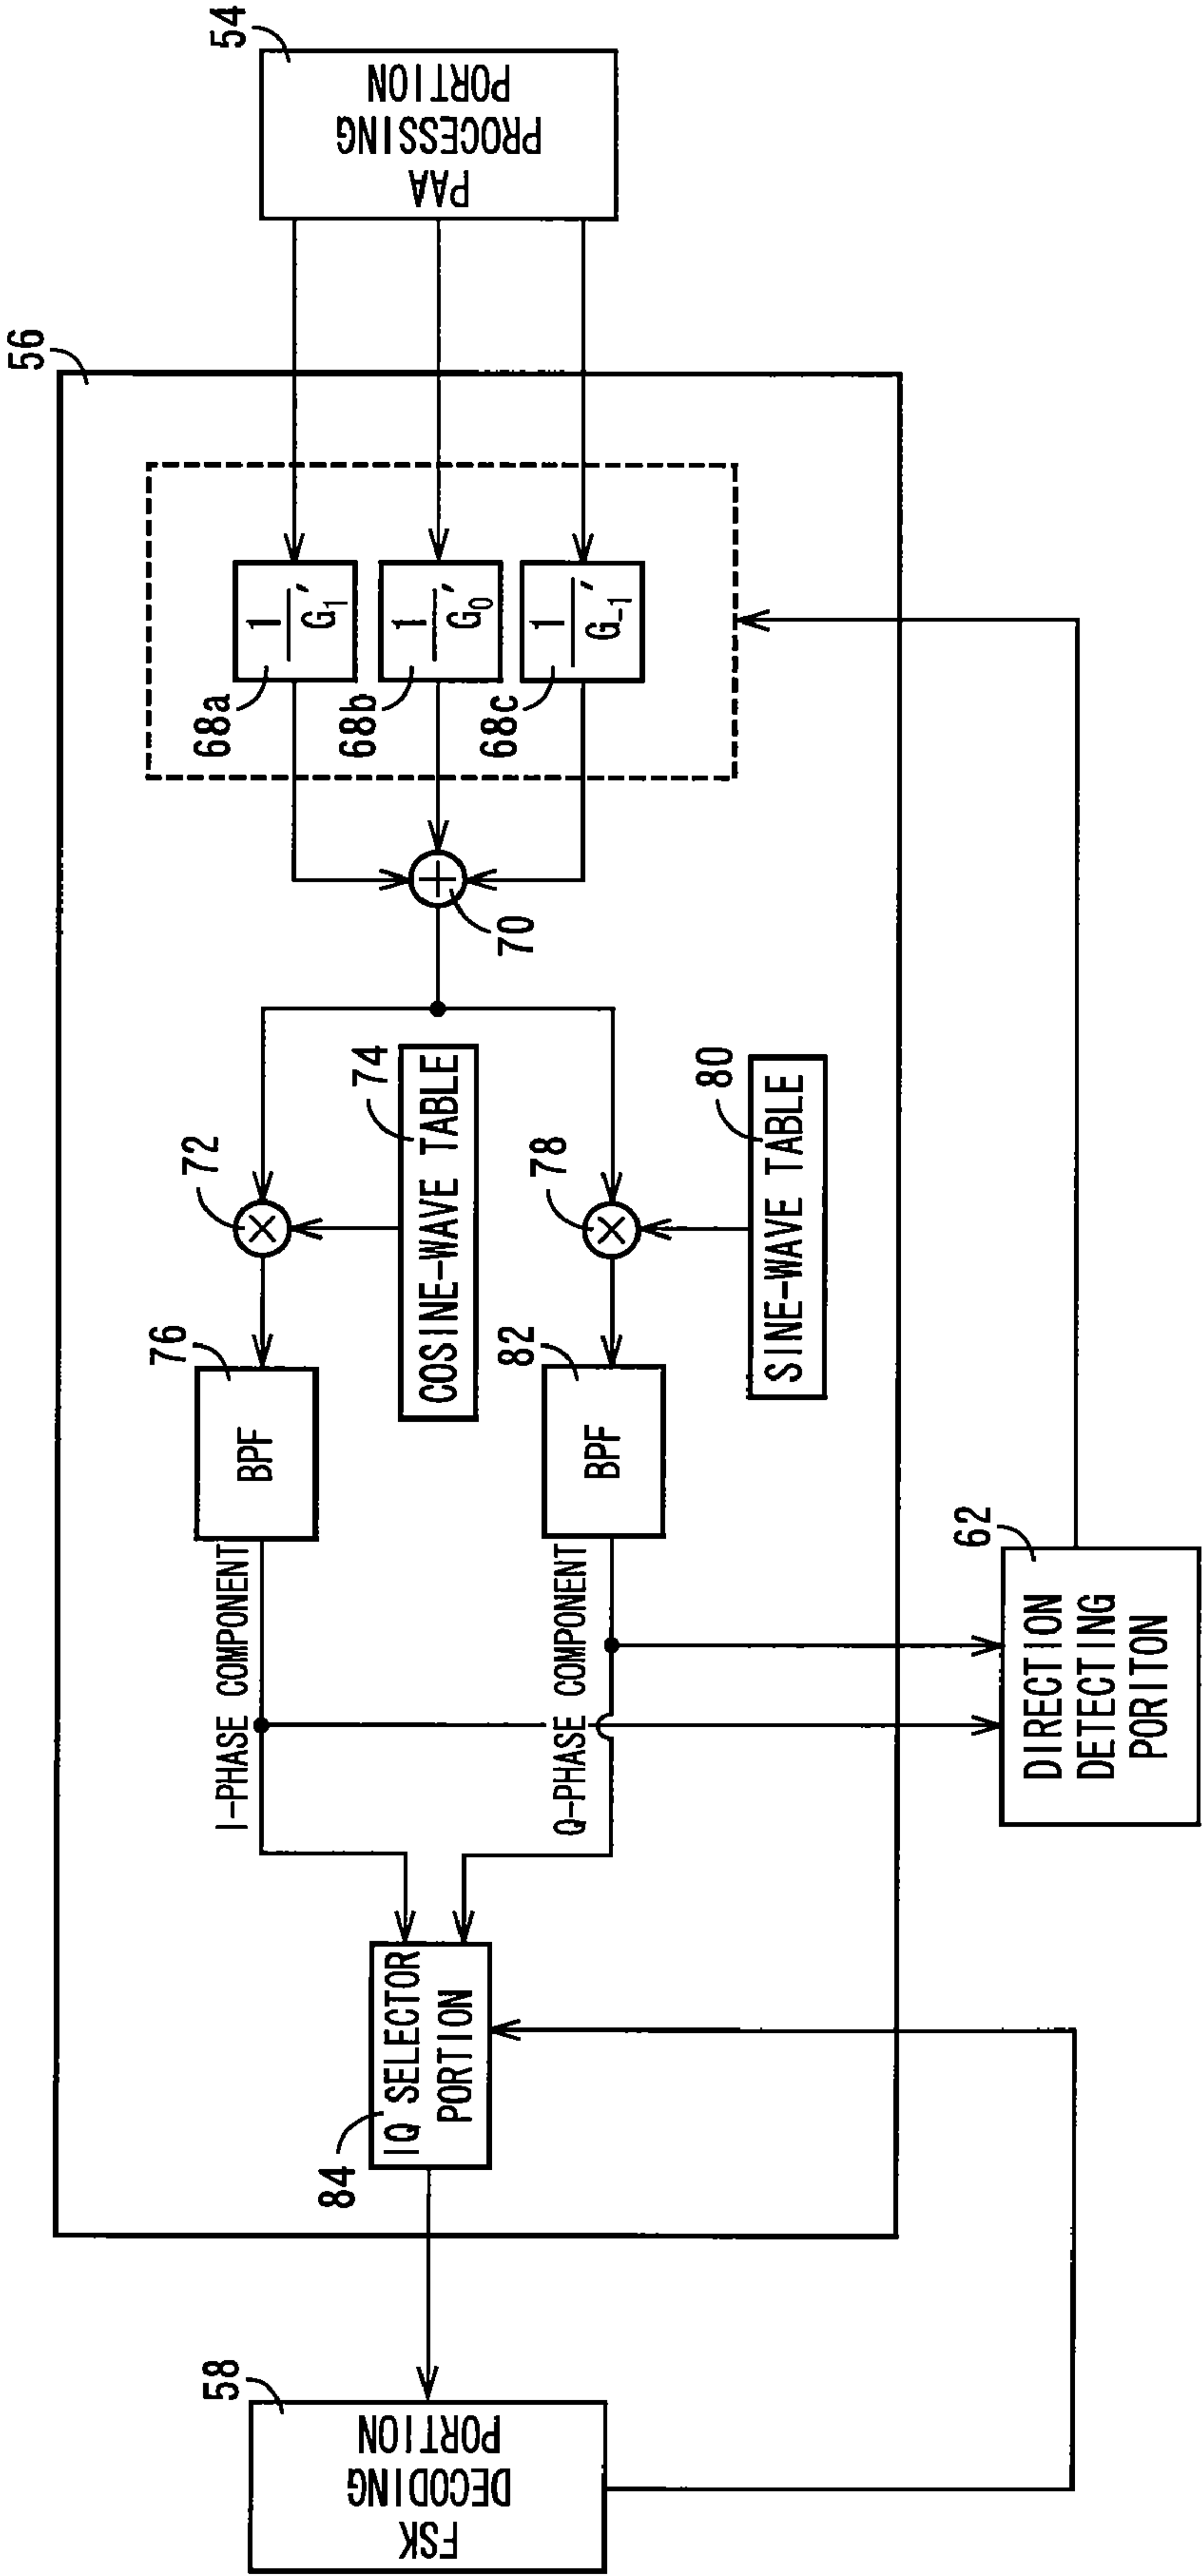 54
PAA
PROCESSING
PORTION
56
1
G₁′
68a
1
G₀′
68b
1
G₋₁′
68c
70
72
74
COSINE-WAVE TABLE
76
BPF
I-PHASE COMPONENT
78
80
SINE-WAVE TABLE
82
BPF
Q-PHASE COMPONENT
84
IQ SELECTOR
PORTION
62
DIRECTION
DETECTING
PORITON
58
FSK
DECODING
PORTION